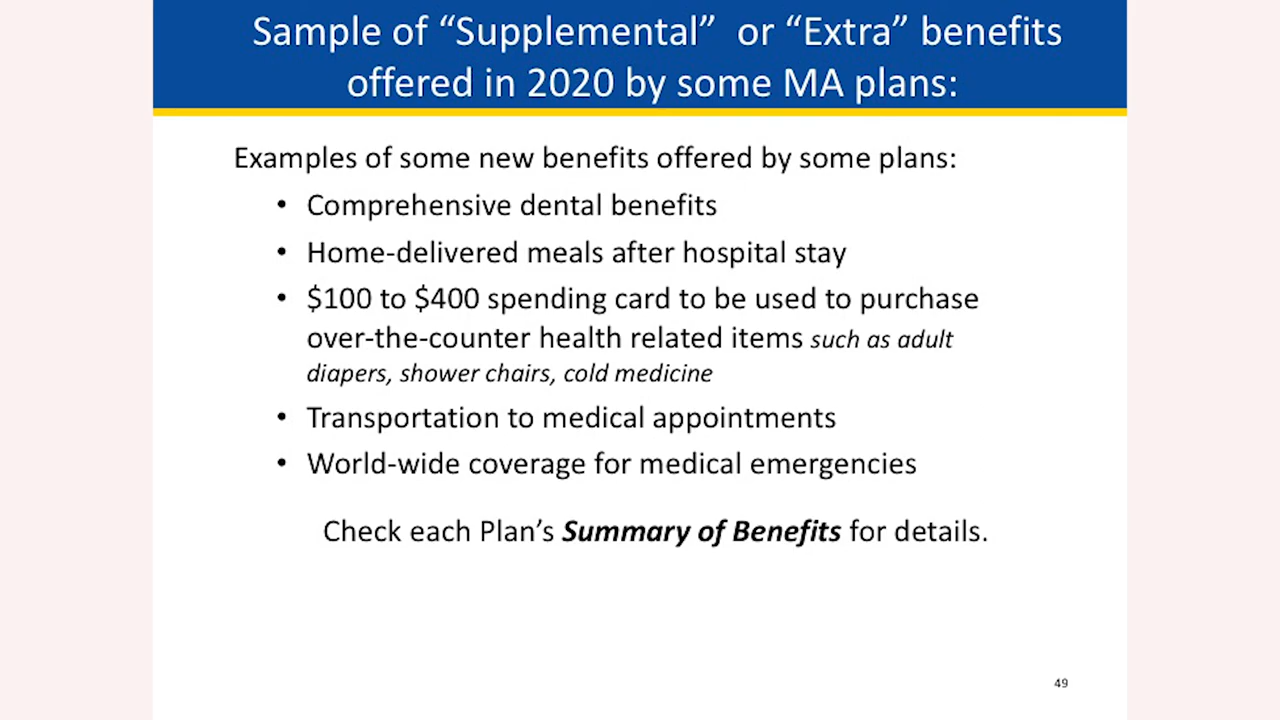 Sample of “Supplemental”  or “Extra” benefits
offered in 2020 by some MA plans:
Examples of some new benefits offered by some plans:
• Comprehensive dental benefits
• Home-delivered meals after hospital stay
• $100 to $400 spending card to be used to purchase
over-the-counter health related items such as adult
diapers, shower chairs, cold medicine
• Transportation to medical appointments
• World-wide coverage for medical emergencies
Check each Plan’s Summary of Benefits for details.
49